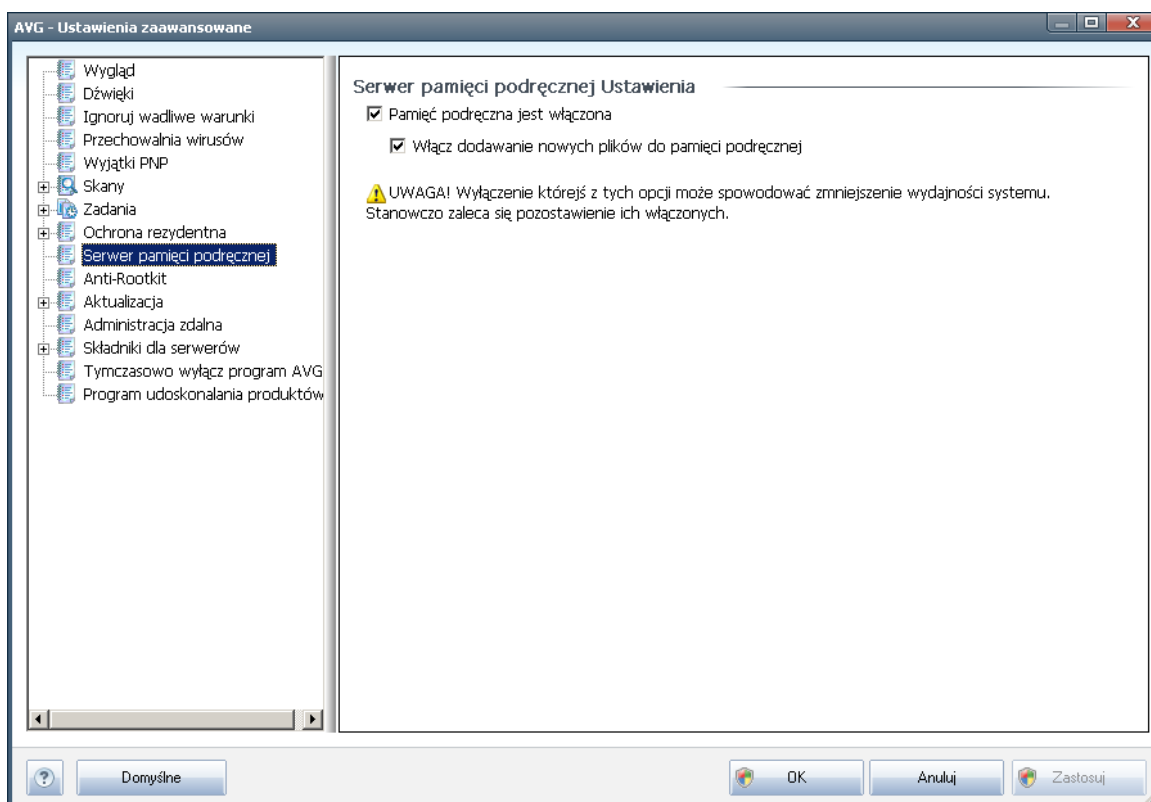 AVG - Ustawienia zaawansowane
Wygląd
Dźwięki
Ignoruj wadliwe warunki
Przechowalnia wirusów
Wyjątki PNP
Skany
Zadania
Ochrona rezydentna
Serwer pamięci podręcznej
Anti-Rootkit
Aktualizacja
Administracja zdalna
Składniki dla serwerów
Tymczasowo wyłącz program AVG
Program udoskonalania produktów
Serwer pamięci podręcznej Ustawienia
Pamięć podręczna jest włączona
Włącz dodawanie nowych plików do pamięci podręcznej
UWAGA! Wyłączenie którejś z tych opcji może spowodować zmniejszenie wydajności systemu.
Stanowczo zaleca się pozostawienie ich włączonych.
Domyślne
OK
Anuluj
Zastosuj